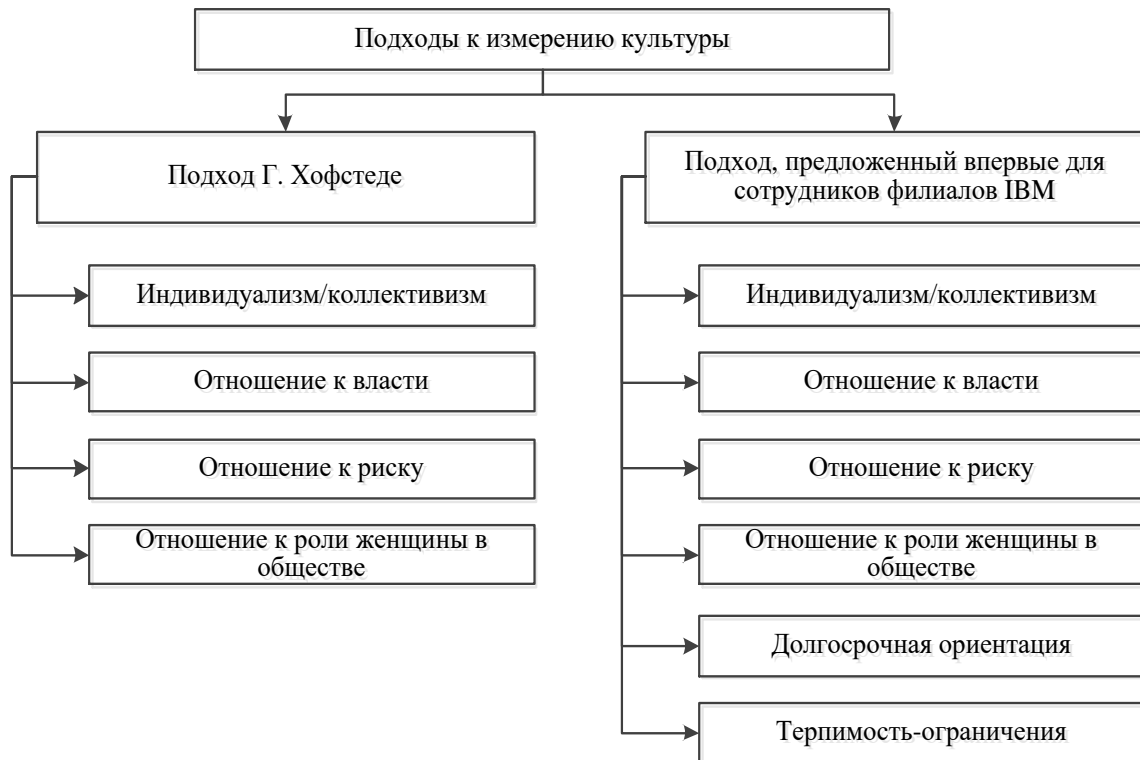 Подходы к измерению культуры
Подход Г. Хофстеде
Индивидуализм/коллективизм
Отношение к власти
Отношение к риску
Отношение к роли женщины в
обществе
Подход, предложенный впервые для
сотрудников филиалов IBM
Индивидуализм/коллективизм
Отношение к власти
Отношение к риску
Отношение к роли женщины в
обществе
Долгосрочная ориентация
Терпимость-ограничения